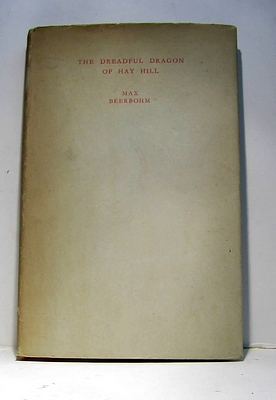 THE DREADFUL DRAGON
OF HAY HILL
MAX
BEERBOHM